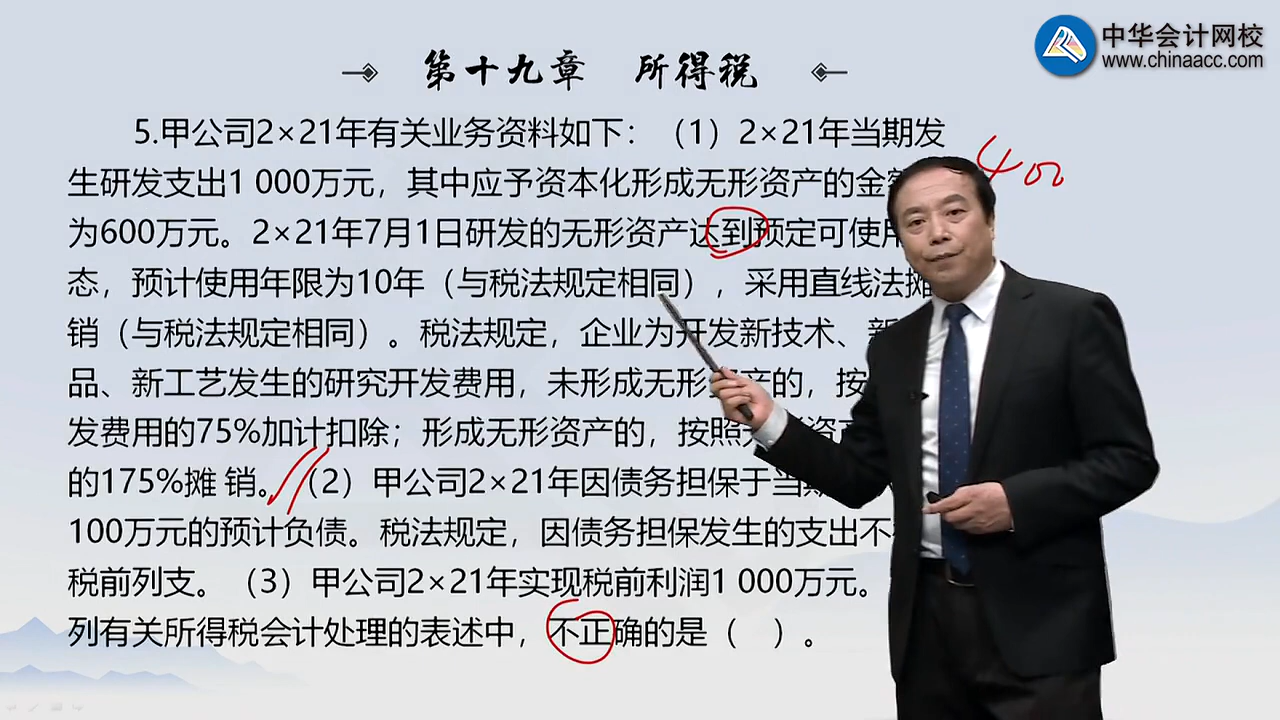 中华会计网校
www.chinaacc.com
第十九章 所得税
5.甲公司2×21年有关业务资料如下：（1）2×21年当期发
400
生研发支出1 000万元，其中应予资本化形成无形资产的金
为600万元。2×21年7月1日研发的无形资产达到预定可使
态，预计使用年限为10年（与税法规定相同），采用直线法摊
销（与税法规定相同）。税法规定，企业为开发新技术、
品、新工艺发生的研究开发费用，未形成无形资产的，按
发费用的75%加计扣除；形成无形资产的，按照
的175%摊 销。（2）甲公司2×21年因债务担保于当
100万元的预计负债。税法规定，因债务担保发生的支出不
税前列支。（3）甲公司2×21年实现税前利润1 000万元。
列有关所得税会计处理的表述中，不正确的是（ ）。